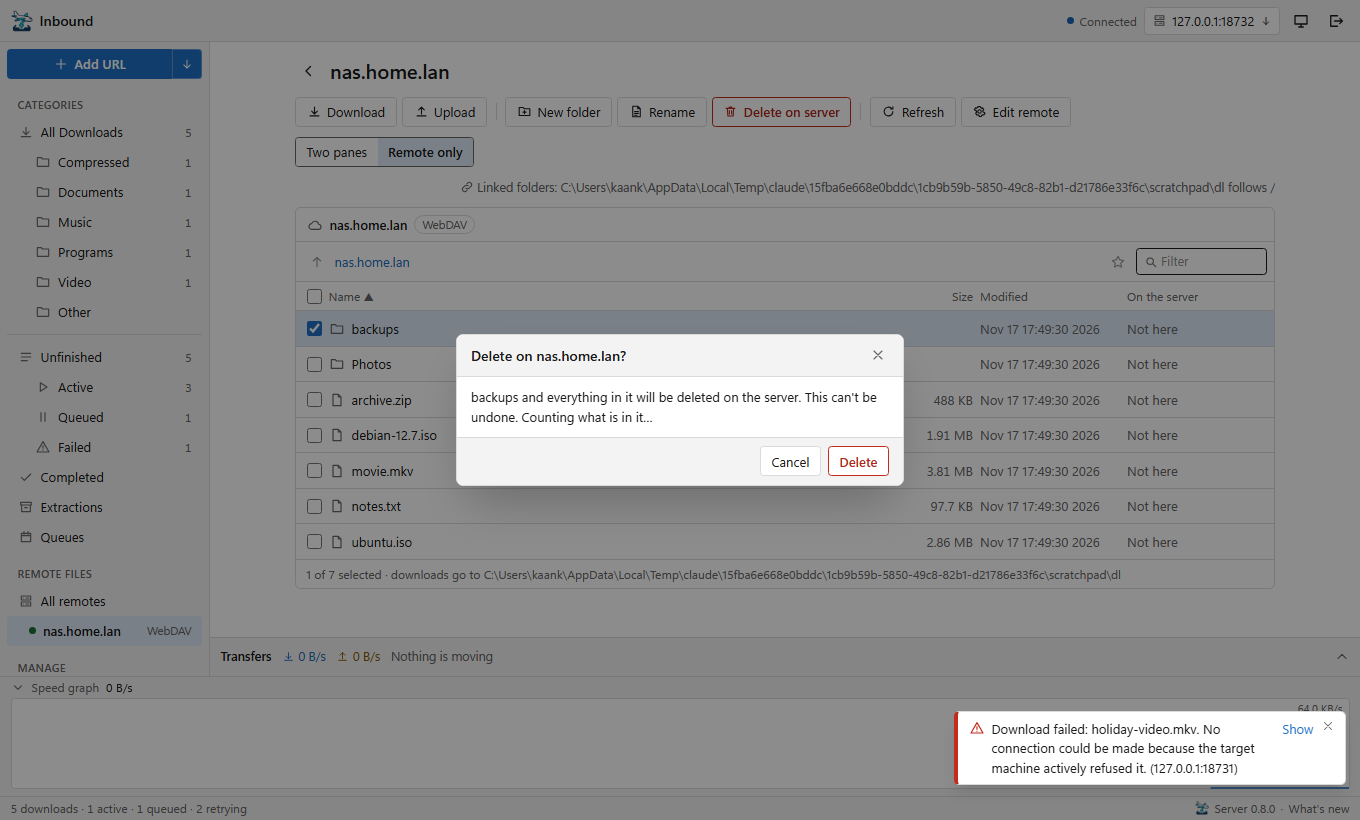 Inbound
Connected
127.0.0.1:18732
Add URL
CATEGORIES
All Downloads 5
Compressed 1
Documents 1
Music 1
Programs 1
Video 1
Other
Unfinished 5
Active 3
Queued 1
Failed 1
Completed
Extractions
Queues
REMOTE FILES
All remotes
nas.home.lan WebDAV
MANAGE
nas.home.lan
Download Upload New folder Rename Delete on server Refresh Edit remote
Two panes Remote only
Linked folders: C:\Users\kaank\AppData\Local\Temp\claude\15fba6e668e0bddc\1cb9b59b-5850-49c8-82b1-d21786e33f6c\scratchpad\dl follows /
nas.home.lan WebDAV
nas.home.lan Filter
Name Size Modified On the server
backups Nov 17 17:49:30 2026 Not here
Photos Nov 17 17:49:30 2026 Not here
archive.zip 488 KB Nov 17 17:49:30 2026 Not here
debian-12.7.iso 1.91 MB Nov 17 17:49:30 2026 Not here
movie.mkv 3.81 MB Nov 17 17:49:30 2026 Not here
notes.txt 97.7 KB Nov 17 17:49:30 2026 Not here
ubuntu.iso 2.86 MB Nov 17 17:49:30 2026 Not here
1 of 7 selected · downloads go to C:\Users\kaank\AppData\Local\Temp\claude\15fba6e668e0bddc\1cb9b59b-5850-49c8-82b1-d21786e33f6c\scratchpad\dl
Delete on nas.home.lan?
backups and everything in it will be deleted on the server. This can't be
undone. Counting what is in it…
Cancel Delete
Transfers 0 B/s 0 B/s Nothing is moving
Speed graph 0 B/s
64.0 KB/s
Download failed: holiday-video.mkv. No
connection could be made because the target
machine actively refused it. (127.0.0.1:18731)
Show
5 downloads · 1 active · 1 queued · 2 retrying
Server 0.8.0 · What's new